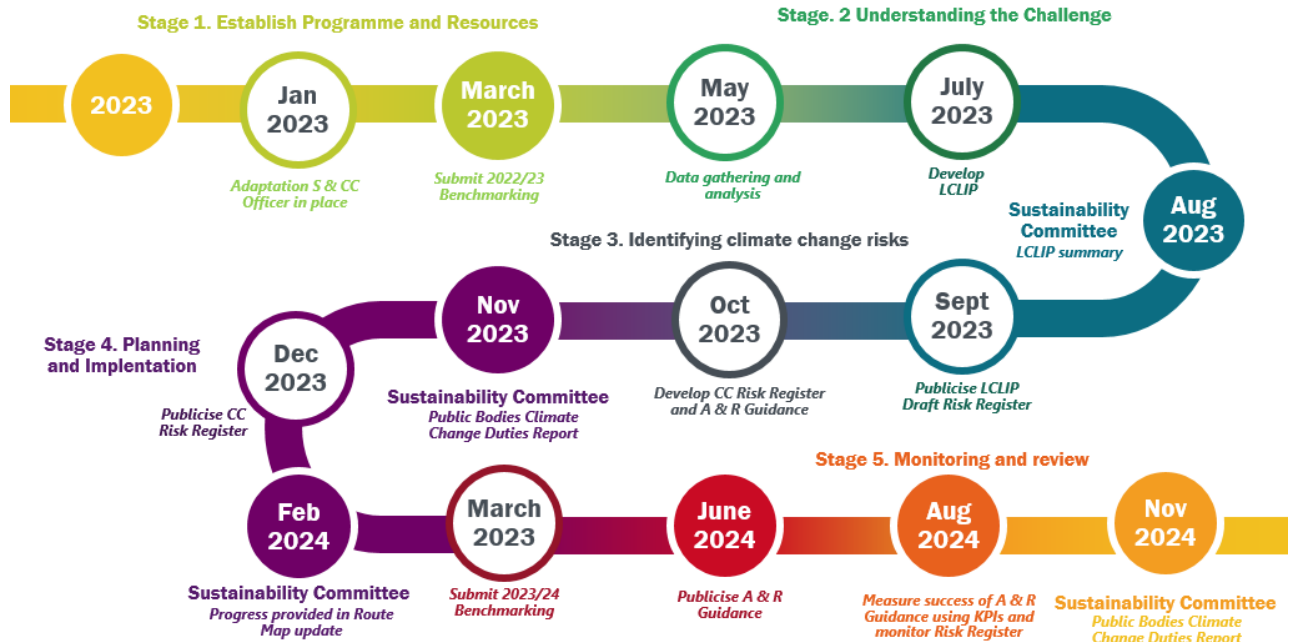 Stage 1. Establish Programme and Resources
Stage. 2 Understanding the Challenge
2023
Jan
2023
Adaptation S & CC
Officer in place
March
2023
Submit 2022/23
Benchmarking
May
2023
Data gathering and
analysis
July
2023
Develop
LCLIP
Aug
2023
Sustainability
Committee
LCLIP summary
Stage 3. Identifying climate change risks
Sept
2023
Publicise LCLIP
Draft Risk Register
Oct
2023
Develop CC Risk Register
and A & R Guidance
Nov
2023
Sustainability Committee
Public Bodies Climate
Change Duties Report
Stage 4. Planning
and Implentation
Dec
2023
Publicise CC
Risk Register
Feb
2024
Sustainability Committee
Progress provided in Route
Map update
March
2023
Submit 2023/24
Benchmarking
June
2024
Publicise A & R
Guidance
Stage 5. Monitoring and review
Aug
2024
Measure success of A & R
Guidance using KPIs and
monitor Risk Register
Nov
2024
Sustainability Committee
Public Bodies Climate
Change Duties Report